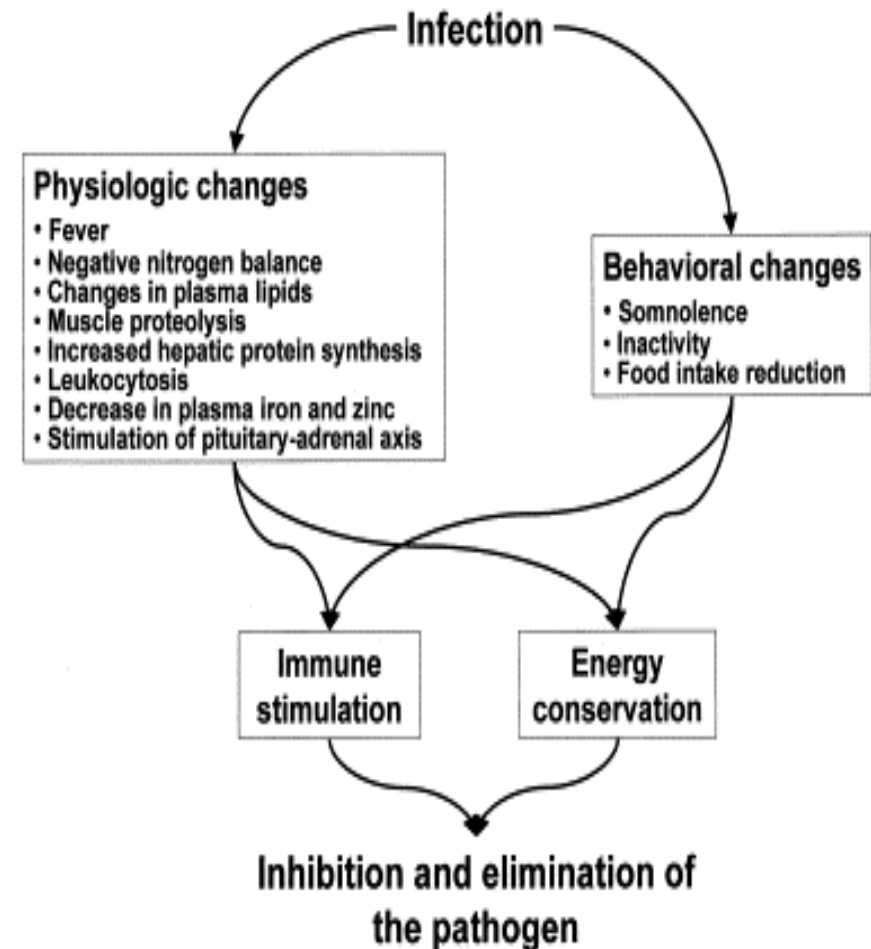 Infection
Physiologic changes
• Fever
• Negative nitrogen balance
• Changes in plasma lipids
• Muscle proteolysis
• Increased hepatic protein synthesis
• Leukocytosis
• Decrease in plasma iron and zinc
• Stimulation of pituitary-adrenal axis
Behavioral changes
• Somnolence
• Inactivity
• Food intake reduction
Immune
stimulation
Energy
conservation
Inhibition and elimination of
the pathogen